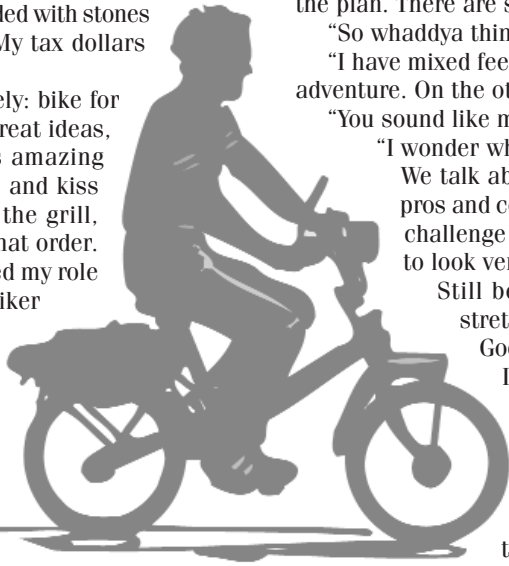 ded with stones
My tax dollars
ely: bike for
reat ideas,
s amazing
and kiss
the grill,
hat order.
ed my role
iker
the plan. There are s
“So whaddya thin
“I have mixed fee
adventure. On the ot
“You sound like m
“I wonder wh
We talk ab
pros and co
challenge
to look ver
Still be
stret
Goo
I
t